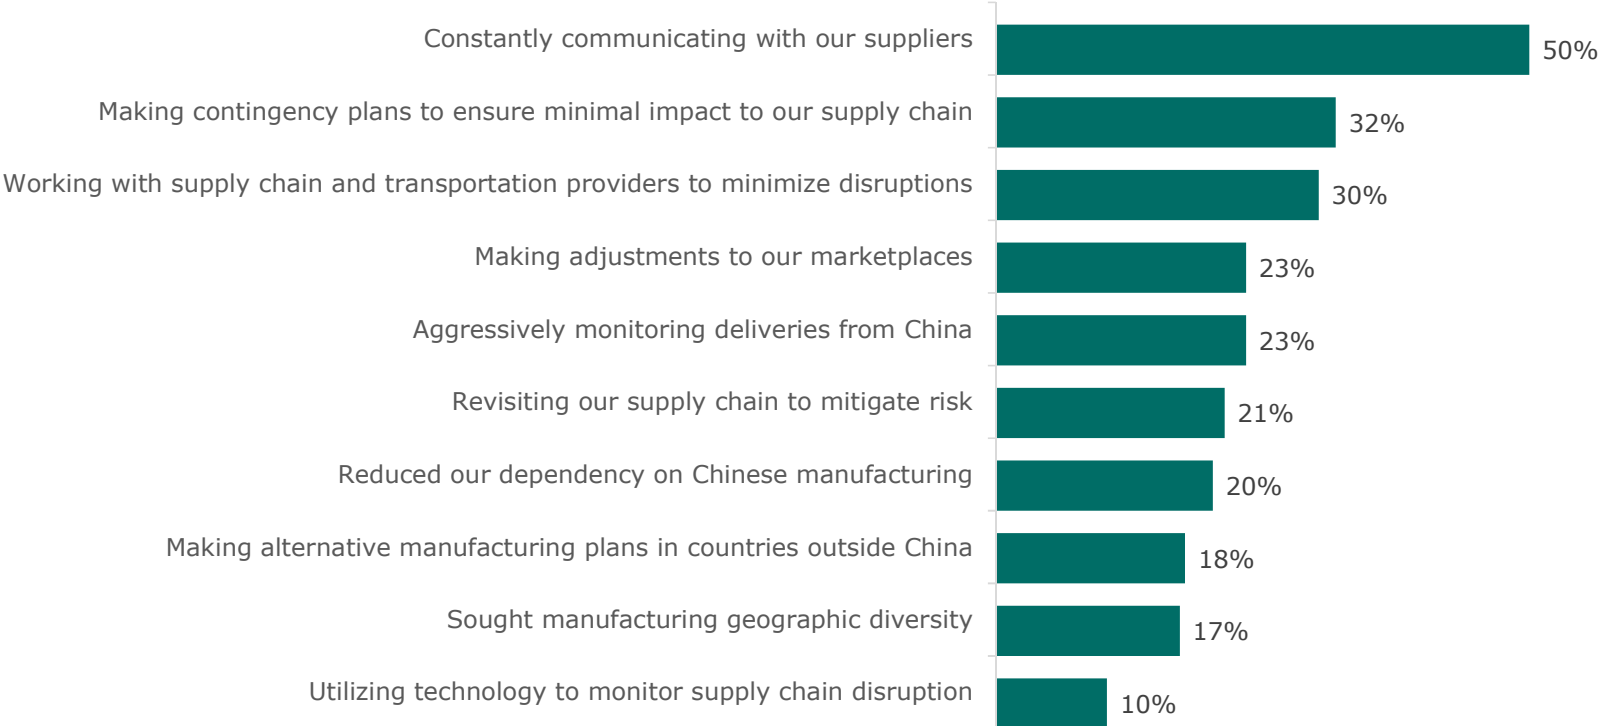 Constantly communicating with our suppliers 50%
Making contingency plans to ensure minimal impact to our supply chain 32%
Working with supply chain and transportation providers to minimize disruptions 30%
Making adjustments to our marketplaces 23%
Aggressively monitoring deliveries from China 23%
Revisiting our supply chain to mitigate risk 21%
Reduced our dependency on Chinese manufacturing 20%
Making alternative manufacturing plans in countries outside China 18%
Sought manufacturing geographic diversity 17%
Utilizing technology to monitor supply chain disruption 10%